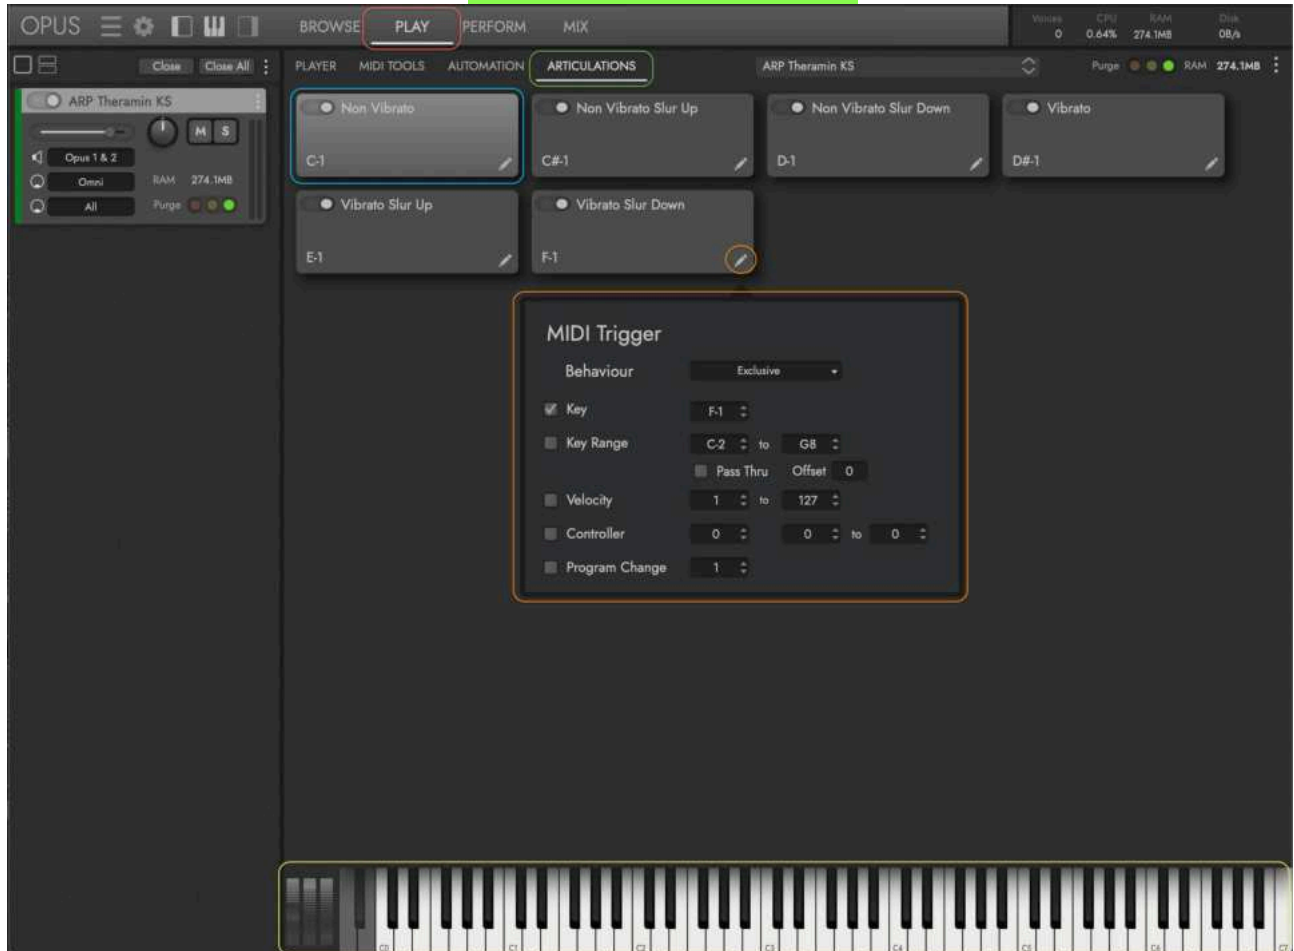 OPUS BROWSE PLAY PERFORM MIX Voices CPU RAM Disk
0 0.64% 274.1MB 0B/s
Close Close All PLAYER MIDI TOOLS AUTOMATION ARTICULATIONS ARP Theramin KS Purge RAM 274.1MB
ARP Theramin KS
M S
Opus 1 & 2
Omni RAM 274.1MB
All Purge
Non Vibrato Non Vibrato Slur Up Non Vibrato Slur Down Vibrato
C-1 C#-1 D-1 D#-1
Vibrato Slur Up Vibrato Slur Down
E-1 F-1
MIDI Trigger
Behaviour Exclusive
Key F-1
Key Range C-2 to G8
Pass Thru Offset 0
Velocity 1 to 127
Controller 0 0 to 0
Program Change 1
C0 C1 C2 C3 C4 C5 C6 C7